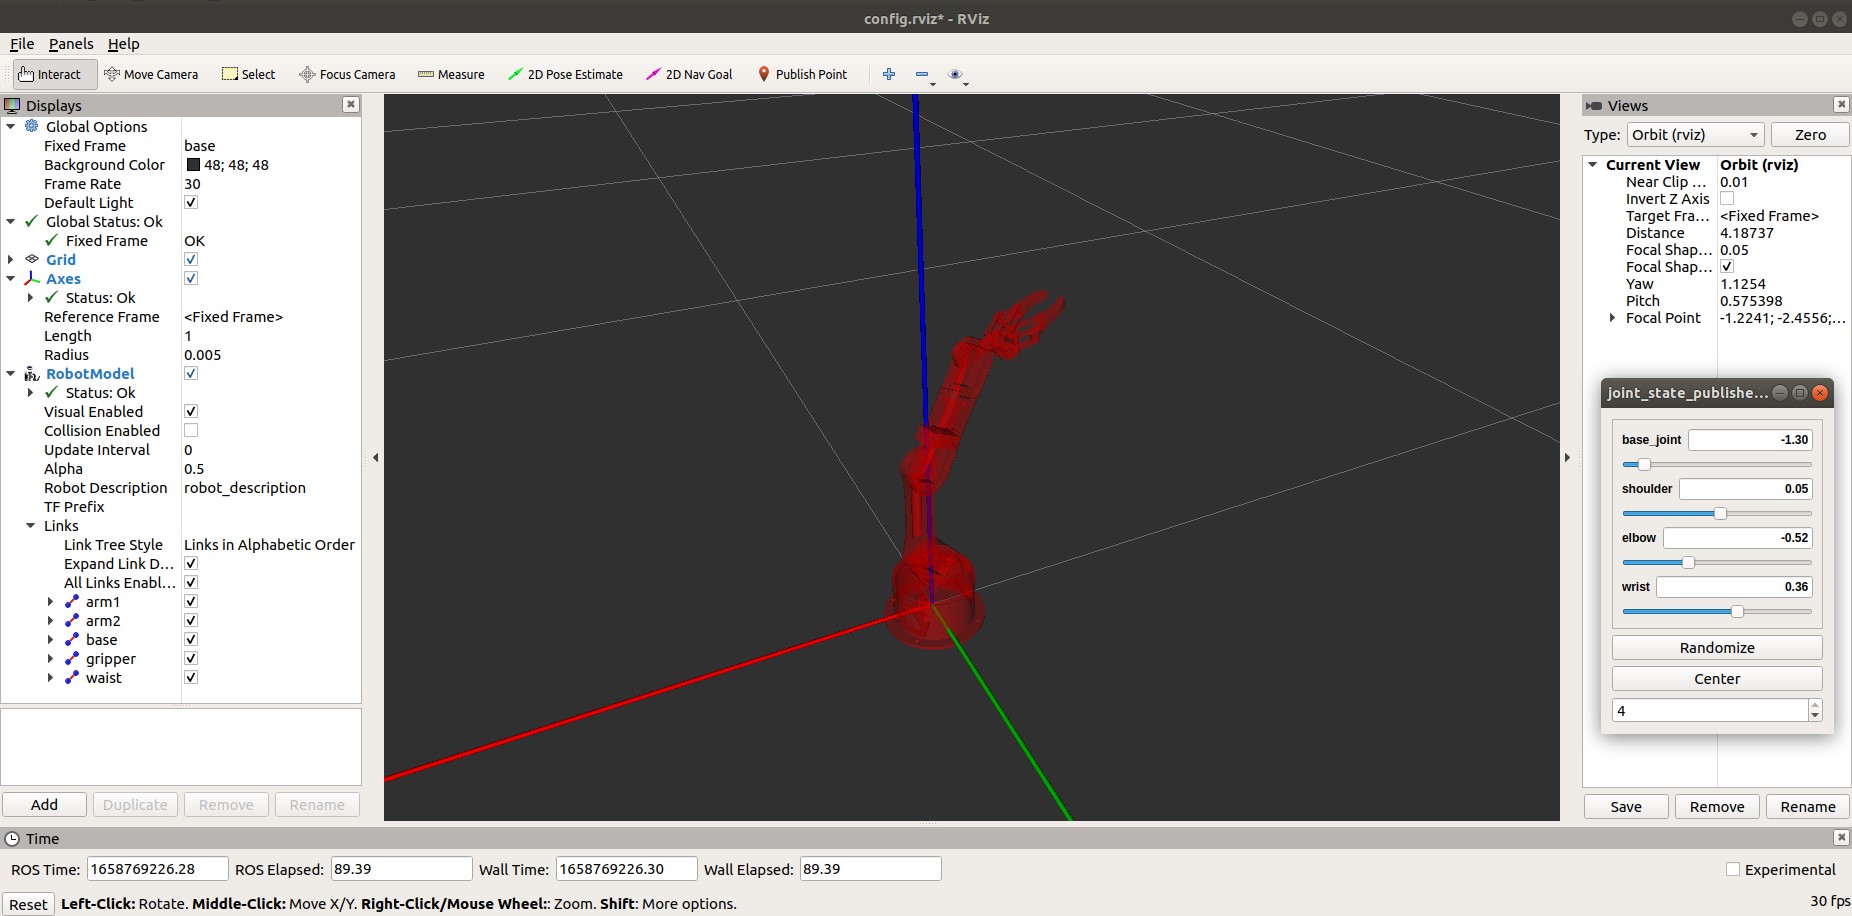 config.rviz* - RViz
File Panels Help
Interact Move Camera Select Focus Camera Measure 2D Pose Estimate 2D Nav Goal Publish Point
Displays
Global Options
Fixed Frame base
Background Color 48; 48; 48
Frame Rate 30
Default Light
Global Status: Ok
Fixed Frame OK
Grid
Axes
Status: Ok
Reference Frame <Fixed Frame>
Length 1
Radius 0.005
RobotModel
Status: Ok
Visual Enabled
Collision Enabled
Update Interval 0
Alpha 0.5
Robot Description robot_description
TF Prefix
Links
Link Tree Style Links in Alphabetic Order
Expand Link D...
All Links Enabl...
arm1
arm2
base
gripper
waist
Add Duplicate Remove Rename
Views
Type: Orbit (rviz) Zero
Current View Orbit (rviz)
Near Clip ... 0.01
Invert Z Axis
Target Fra... <Fixed Frame>
Distance 4.18737
Focal Shap... 0.05
Focal Shap...
Yaw 1.1254
Pitch 0.575398
Focal Point -1.2241; -2.4556;...
joint_state_publishe...
base_joint -1.30
shoulder 0.05
elbow -0.52
wrist 0.36
Randomize
Center
4
Save Remove Rename
Time
ROS Time: 1658769226.28 ROS Elapsed: 89.39 Wall Time: 1658769226.30 Wall Elapsed: 89.39 Experimental
Reset Left-Click: Rotate. Middle-Click: Move X/Y. Right-Click/Mouse Wheel:: Zoom. Shift: More options. 30 fps